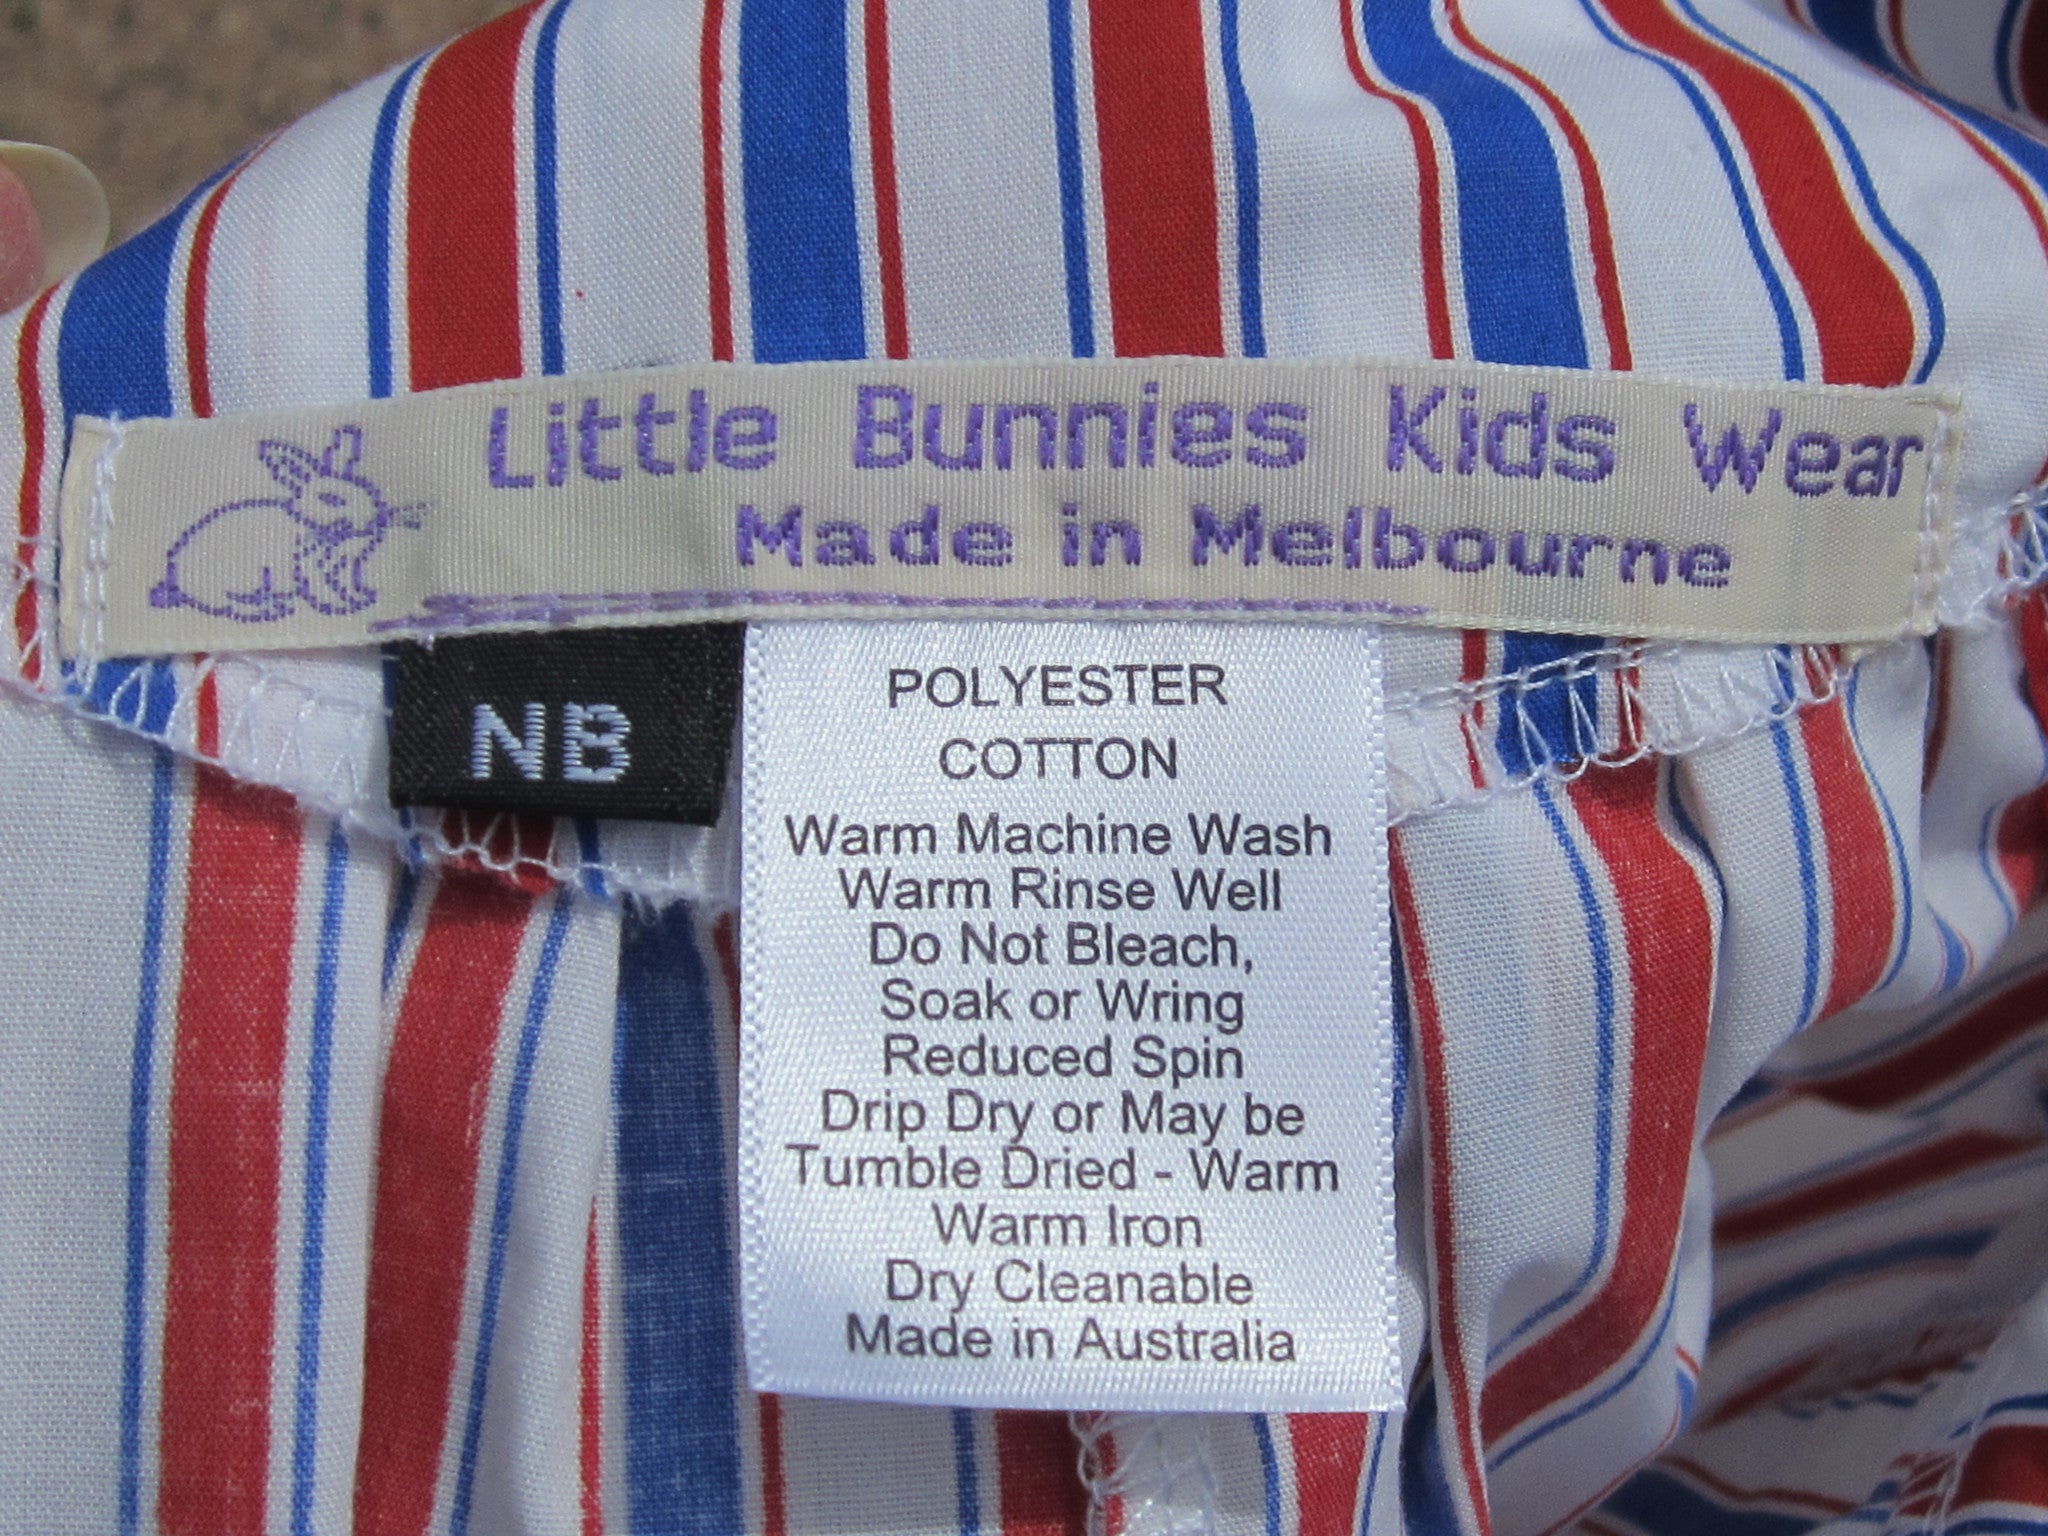 Little Bunnies Kids Wear
Made in Melbourne
NB
POLYESTER
COTTON
Warm Machine Wash
Warm Rinse Well
Do Not Bleach,
Soak or Wring
Reduced Spin
Drip Dry or May be
Tumble Dried - Warm
Warm Iron
Dry Cleanable
Made in Australia